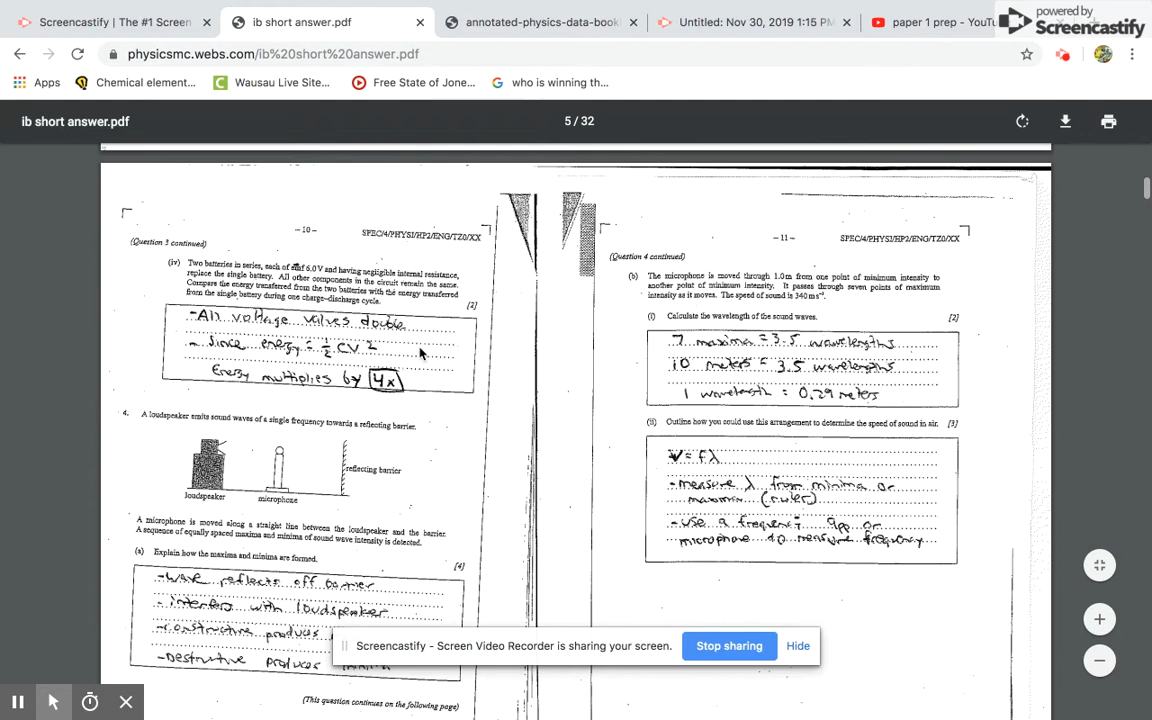 Screencastify | The #1 Screen
ib short answer.pdf
annotated-physics-data-book
Untitled: Nov 30, 2019 1:15 PM
paper 1 prep - YouTu
powered by
Screencastify
physicsmc.webs.com/ib%20short%20answer.pdf
Apps
Chemical element...
Wausau Live Site...
Free State of Jone...
who is winning th...
ib short answer.pdf
5 / 32
– 10 –
SPEC/4/PHYSI/HP2/ENG/TZ0/XX
(Question 3 continued)
(iv) Two batteries in series, each of emf 6.0V and having negligible internal resistance,
replace the single battery. All other components in the circuit remain the same.
Compare the energy transferred from the two batteries with the energy transferred
from the single battery during one charge–discharge cycle.
[2]
-All voltage valves double
- since energy = ½ CV²
Energy multiplies by 4x
4. A loudspeaker emits sound waves of a single frequency towards a reflecting barrier.
reflecting barrier
loudspeaker
microphone
A microphone is moved along a straight line between the loudspeaker and the barrier.
A sequence of equally spaced maxima and minima of sound wave intensity is detected.
(a) Explain how the maxima and minima are formed.
[4]
-wave reflects off barrier
- interfers with loudspeaker
-constructive produces
-Destructive produces
(This question continues on the following page)
– 11 –
SPEC/4/PHYSI/HP2/ENG/TZ0/XX
(Question 4 continued)
(b) The microphone is moved through 1.0m from one point of minimum intensity to
another point of minimum intensity. It passes through seven points of maximum
intensity as it moves. The speed of sound is 340 ms⁻¹.
(i) Calculate the wavelength of the sound waves. [2]
7 maxima = 3.5 wavelengths
1.0 meters = 3.5 wavelengths
1 wavelength = 0.29 meters
(ii) Outline how you could use this arrangement to determine the speed of sound in air. [3]
v = fλ
-measure λ from minima or
maxima (ruler)
-use a frequency app or
microphone to measure frequency
Screencastify - Screen Video Recorder is sharing your screen.
Stop sharing
Hide